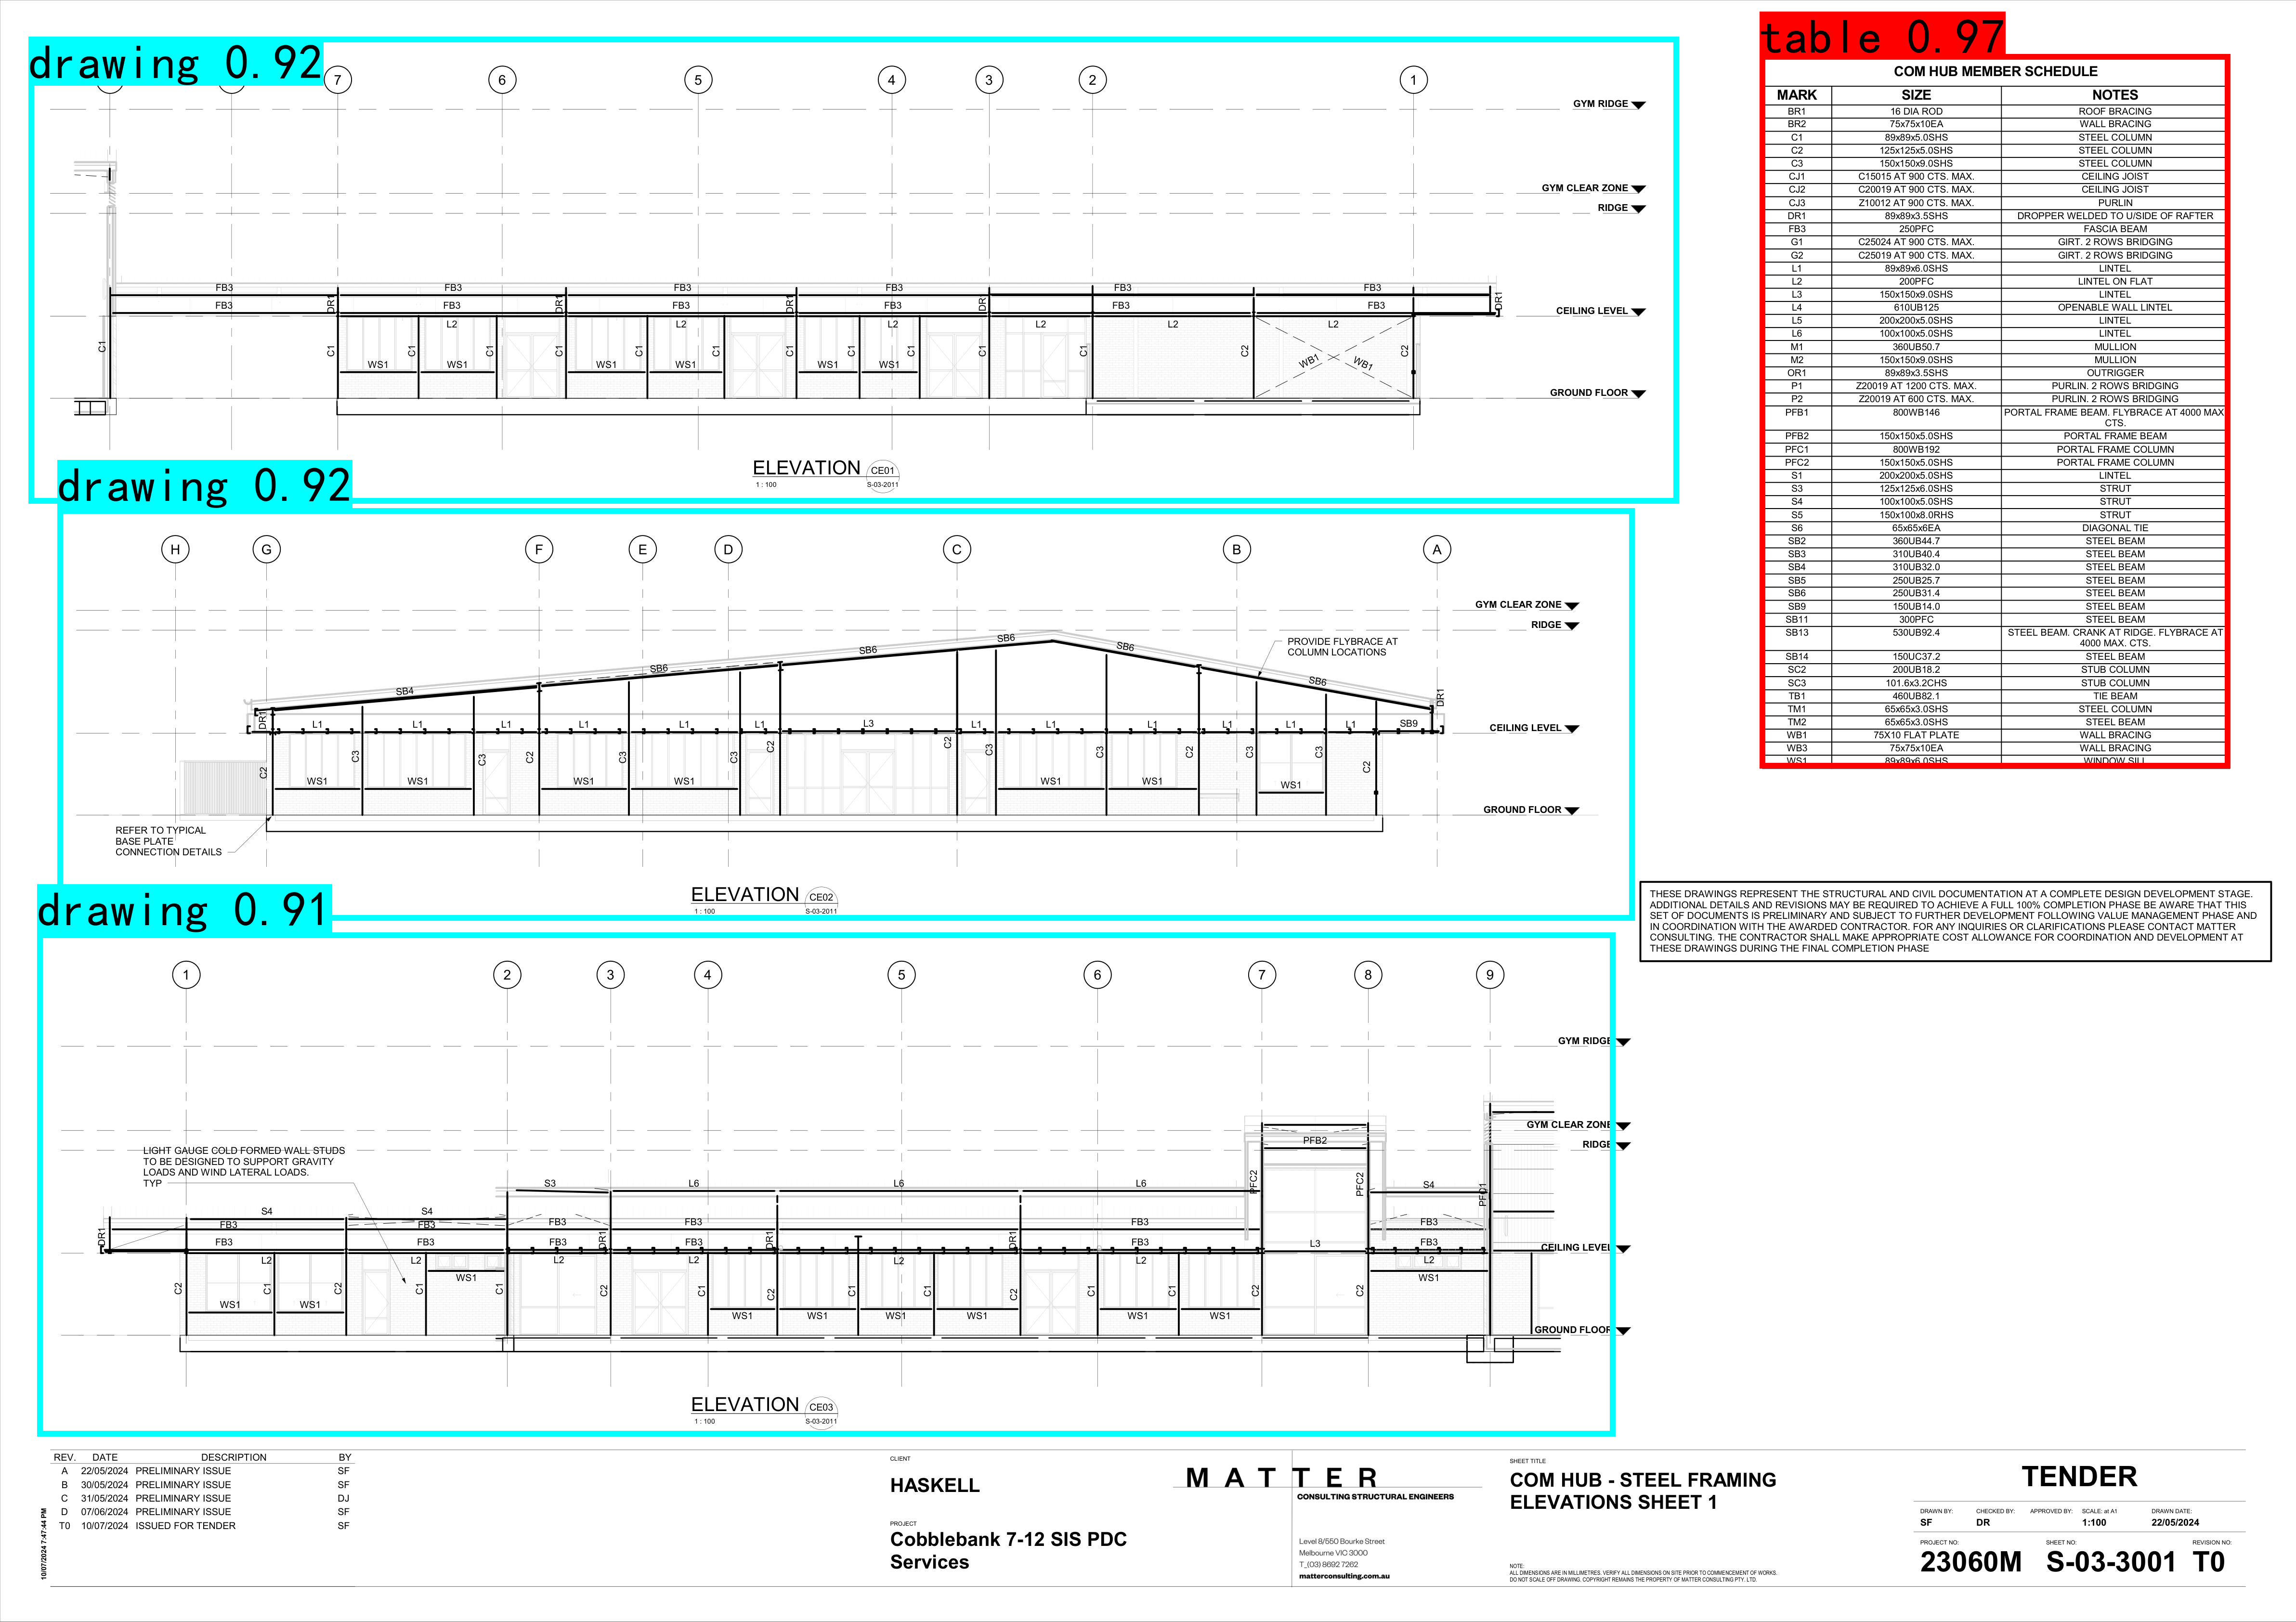 drawing 0.92
7 6 5 4 3 2 1
GYM RIDGE
GYM CLEAR ZONE
RIDGE
FB3 FB3 FB3 FB3 FB3 FB3
DR1 DR1 DR1 DR1
FB3 FB3 FB3 FB3 FB3 FB3
CEILING LEVEL
L2 L2 L2 L2 L2 L2
C1 C1 C1 C1 C1 C1 C1 C1 C1 C1 C1 C1 C2 C2
WS1 WS1 WS1 WS1 WS1 WS1 WB1 WB1
GROUND FLOOR
ELEVATION CE01
1 : 100 S-03-2011
drawing 0.92
H G F E D C B A
GYM CLEAR ZONE
RIDGE
PROVIDE FLYBRACE AT
COLUMN LOCATIONS
SB4 SB6 SB6 SB6 SB6 SB6
DR1 DR1
L1 L1 L1 L1 L1 L1 L3 L1 L1 L1 L1 L1 L1 SB9
CEILING LEVEL
C2 C3 C3 C2 C3 C3 C2 C2 C3 C3 C2 C3 C3 C2
WS1 WS1 WS1 WS1 WS1 WS1 WS1
GROUND FLOOR
REFER TO TYPICAL
BASE PLATE
CONNECTION DETAILS
ELEVATION CE02
1 : 100 S-03-2011
drawing 0.91
1 2 3 4 5 6 7 8 9
GYM RIDGE
GYM CLEAR ZONE
RIDGE
PFB2
LIGHT GAUGE COLD FORMED WALL STUDS
TO BE DESIGNED TO SUPPORT GRAVITY
LOADS AND WIND LATERAL LOADS.
TYP
S4 S4 S3 L6 L6 L6 PFC2 PFC2 S4 PFC1
FB3 FB3 FB3 FB3 FB3 FB3
DR1 FB3 FB3 FB3 DR1 FB3 DR1 DR1 FB3 L3 FB3
CEILING LEVEL
L2 L2 L2 L2 L2 L2 L2
C2 C1 C2 C1 C1 C2 C1 C2 C1 C1 C2 C1 C1 C2 C2
WS1 WS1 WS1 WS1 WS1 WS1 WS1 WS1 WS1 WS1
GROUND FLOOR
ELEVATION CE03
1 : 100 S-03-2011
table 0.97
COM HUB MEMBER SCHEDULE
MARK SIZE NOTES
BR1 16 DIA ROD ROOF BRACING
BR2 75x75x10EA WALL BRACING
C1 89x89x5.0SHS STEEL COLUMN
C2 125x125x5.0SHS STEEL COLUMN
C3 150x150x9.0SHS STEEL COLUMN
CJ1 C15015 AT 900 CTS. MAX. CEILING JOIST
CJ2 C20019 AT 900 CTS. MAX. CEILING JOIST
CJ3 Z10012 AT 900 CTS. MAX. PURLIN
DR1 89x89x3.5SHS DROPPER WELDED TO U/SIDE OF RAFTER
FB3 250PFC FASCIA BEAM
G1 C25024 AT 900 CTS. MAX. GIRT. 2 ROWS BRIDGING
G2 C25019 AT 900 CTS. MAX. GIRT. 2 ROWS BRIDGING
L1 89x89x6.0SHS LINTEL
L2 200PFC LINTEL ON FLAT
L3 150x150x9.0SHS LINTEL
L4 610UB125 OPENABLE WALL LINTEL
L5 200x200x5.0SHS LINTEL
L6 100x100x5.0SHS LINTEL
M1 360UB50.7 MULLION
M2 150x150x9.0SHS MULLION
OR1 89x89x3.5SHS OUTRIGGER
P1 Z20019 AT 1200 CTS. MAX. PURLIN. 2 ROWS BRIDGING
P2 Z20019 AT 600 CTS. MAX. PURLIN. 2 ROWS BRIDGING
PFB1 800WB146 PORTAL FRAME BEAM. FLYBRACE AT 4000 MAX
CTS.
PFB2 150x150x5.0SHS PORTAL FRAME BEAM
PFC1 800WB192 PORTAL FRAME COLUMN
PFC2 150x150x5.0SHS PORTAL FRAME COLUMN
S1 200x200x5.0SHS LINTEL
S3 125x125x6.0SHS STRUT
S4 100x100x5.0SHS STRUT
S5 150x100x8.0RHS STRUT
S6 65x65x6EA DIAGONAL TIE
SB2 360UB44.7 STEEL BEAM
SB3 310UB40.4 STEEL BEAM
SB4 310UB32.0 STEEL BEAM
SB5 250UB25.7 STEEL BEAM
SB6 250UB31.4 STEEL BEAM
SB9 150UB14.0 STEEL BEAM
SB11 300PFC STEEL BEAM
SB13 530UB92.4 STEEL BEAM. CRANK AT RIDGE. FLYBRACE AT
4000 MAX. CTS.
SB14 150UC37.2 STEEL BEAM
SC2 200UB18.2 STUB COLUMN
SC3 101.6x3.2CHS STUB COLUMN
TB1 460UB82.1 TIE BEAM
TM1 65x65x3.0SHS STEEL COLUMN
TM2 65x65x3.0SHS STEEL BEAM
WB1 75X10 FLAT PLATE WALL BRACING
WB3 75x75x10EA WALL BRACING
WS1 89x89x6.0SHS WINDOW SILL
THESE DRAWINGS REPRESENT THE STRUCTURAL AND CIVIL DOCUMENTATION AT A COMPLETE DESIGN DEVELOPMENT STAGE.
ADDITIONAL DETAILS AND REVISIONS MAY BE REQUIRED TO ACHIEVE A FULL 100% COMPLETION PHASE BE AWARE THAT THIS
SET OF DOCUMENTS IS PRELIMINARY AND SUBJECT TO FURTHER DEVELOPMENT FOLLOWING VALUE MANAGEMENT PHASE AND
IN COORDINATION WITH THE AWARDED CONTRACTOR. FOR ANY INQUIRIES OR CLARIFICATIONS PLEASE CONTACT MATTER
CONSULTING. THE CONTRACTOR SHALL MAKE APPROPRIATE COST ALLOWANCE FOR COORDINATION AND DEVELOPMENT AT
THESE DRAWINGS DURING THE FINAL COMPLETION PHASE
REV. DATE DESCRIPTION BY
A 22/05/2024 PRELIMINARY ISSUE SF
B 30/05/2024 PRELIMINARY ISSUE SF
C 31/05/2024 PRELIMINARY ISSUE DJ
D 07/06/2024 PRELIMINARY ISSUE SF
T0 10/07/2024 ISSUED FOR TENDER SF
10/07/2024 7:47:44 PM
CLIENT
HASKELL
PROJECT
Cobblebank 7-12 SIS PDC
Services
MATTER
CONSULTING STRUCTURAL ENGINEERS
Level 8/550 Bourke Street
Melbourne VIC 3000
T_(03) 8692 7262
matterconsulting.com.au
SHEET TITLE
COM HUB - STEEL FRAMING
ELEVATIONS SHEET 1
NOTE:
ALL DIMENSIONS ARE IN MILLIMETRES. VERIFY ALL DIMENSIONS ON SITE PRIOR TO COMMENCEMENT OF WORKS.
DO NOT SCALE OFF DRAWING. COPYRIGHT REMAINS THE PROPERTY OF MATTER CONSULTING PTY. LTD.
TENDER
DRAWN BY: CHECKED BY: APPROVED BY: SCALE: at A1 DRAWN DATE:
SF DR 1:100 22/05/2024
PROJECT NO: SHEET NO: REVISION NO:
23060M S-03-3001 T0